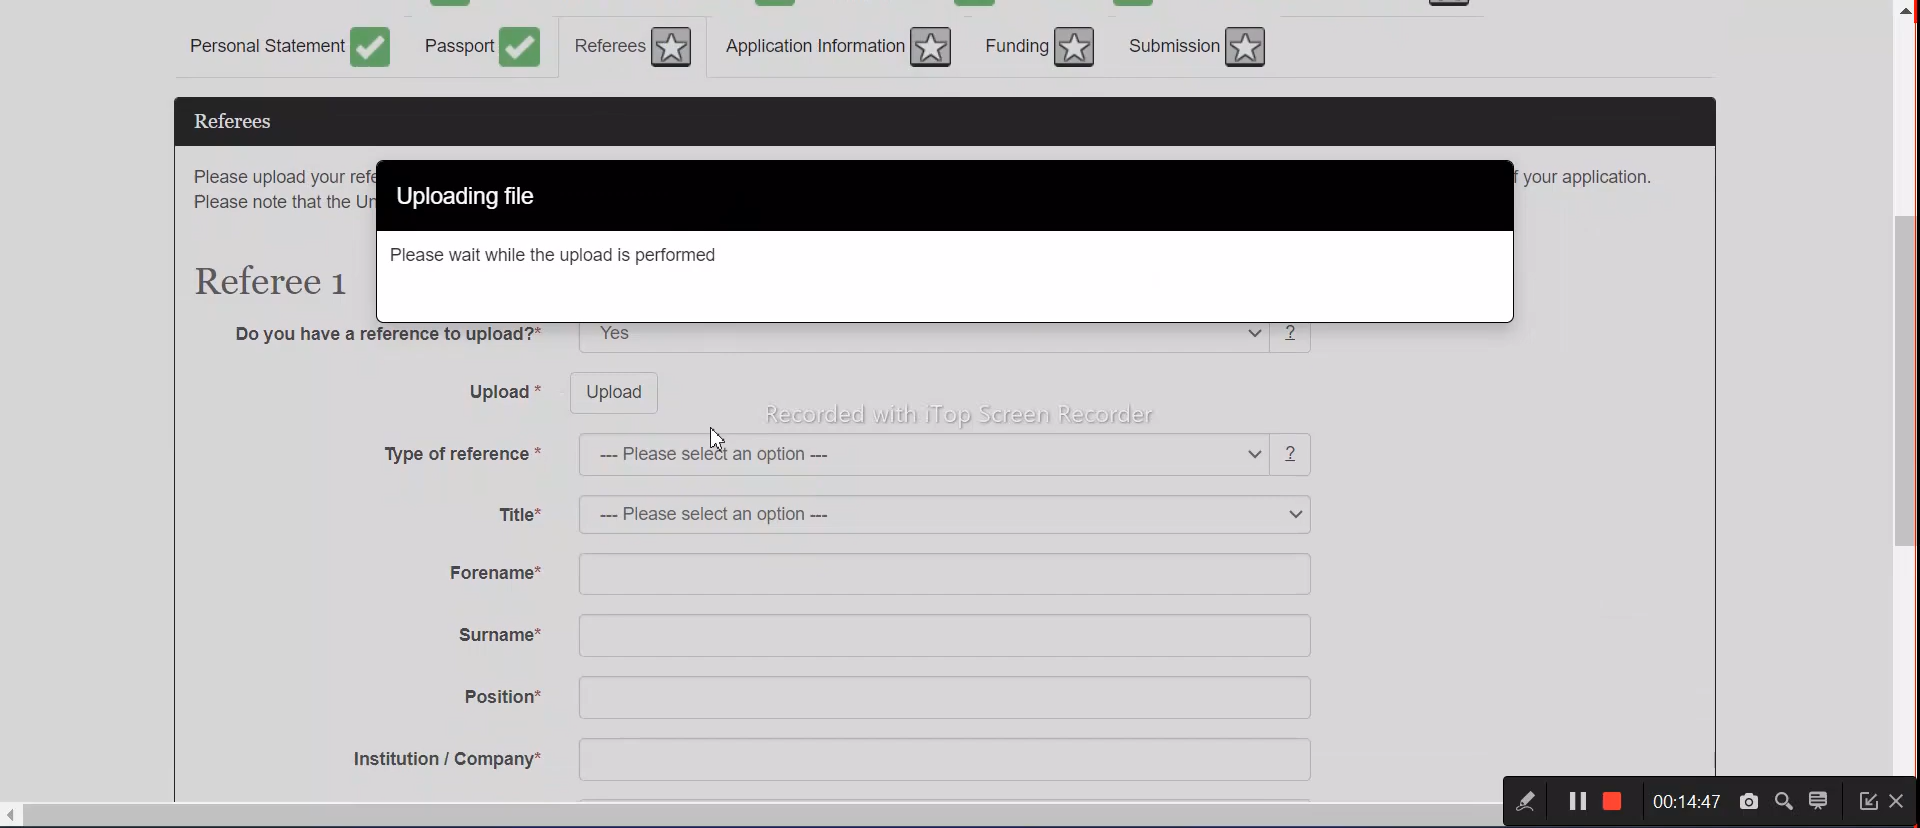 Personal Statement Passport Referees Application Information Funding Submission
Referees
Please upload your refe f your application.
Please note that the Un
Uploading file
Please wait while the upload is performed
Referee 1
Do you have a reference to upload?* Yes ?
Upload * Upload
Recorded with iTop Screen Recorder
Type of reference * --- Please select an option --- ?
Title* --- Please select an option ---
Forename*
Surname*
Position*
Institution / Company*
00:14:47